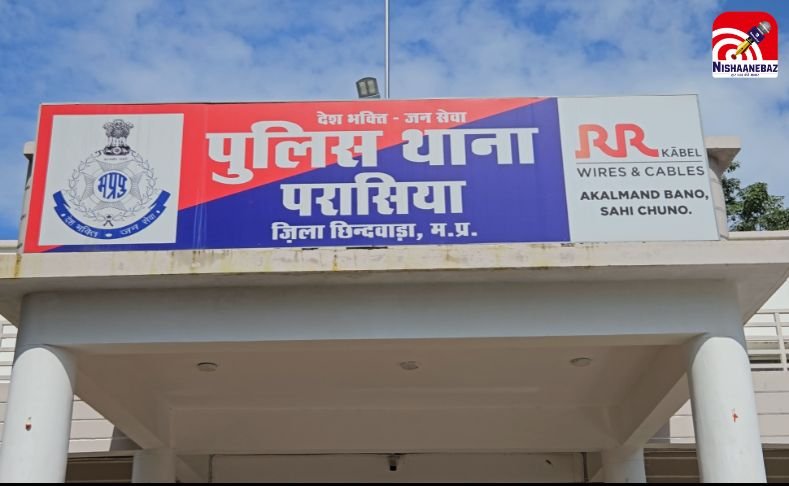 NISHAANEBAZ
देश भक्ति - जन सेवा
पुलिस थाना
परासिया
ज़िला छिन्दवाड़ा, म.प्र.
मप्रपु
देश भक्ति - जन सेवा
RR KABEL
WIRES & CABLES
AKALMAND BANO,
SAHI CHUNO.